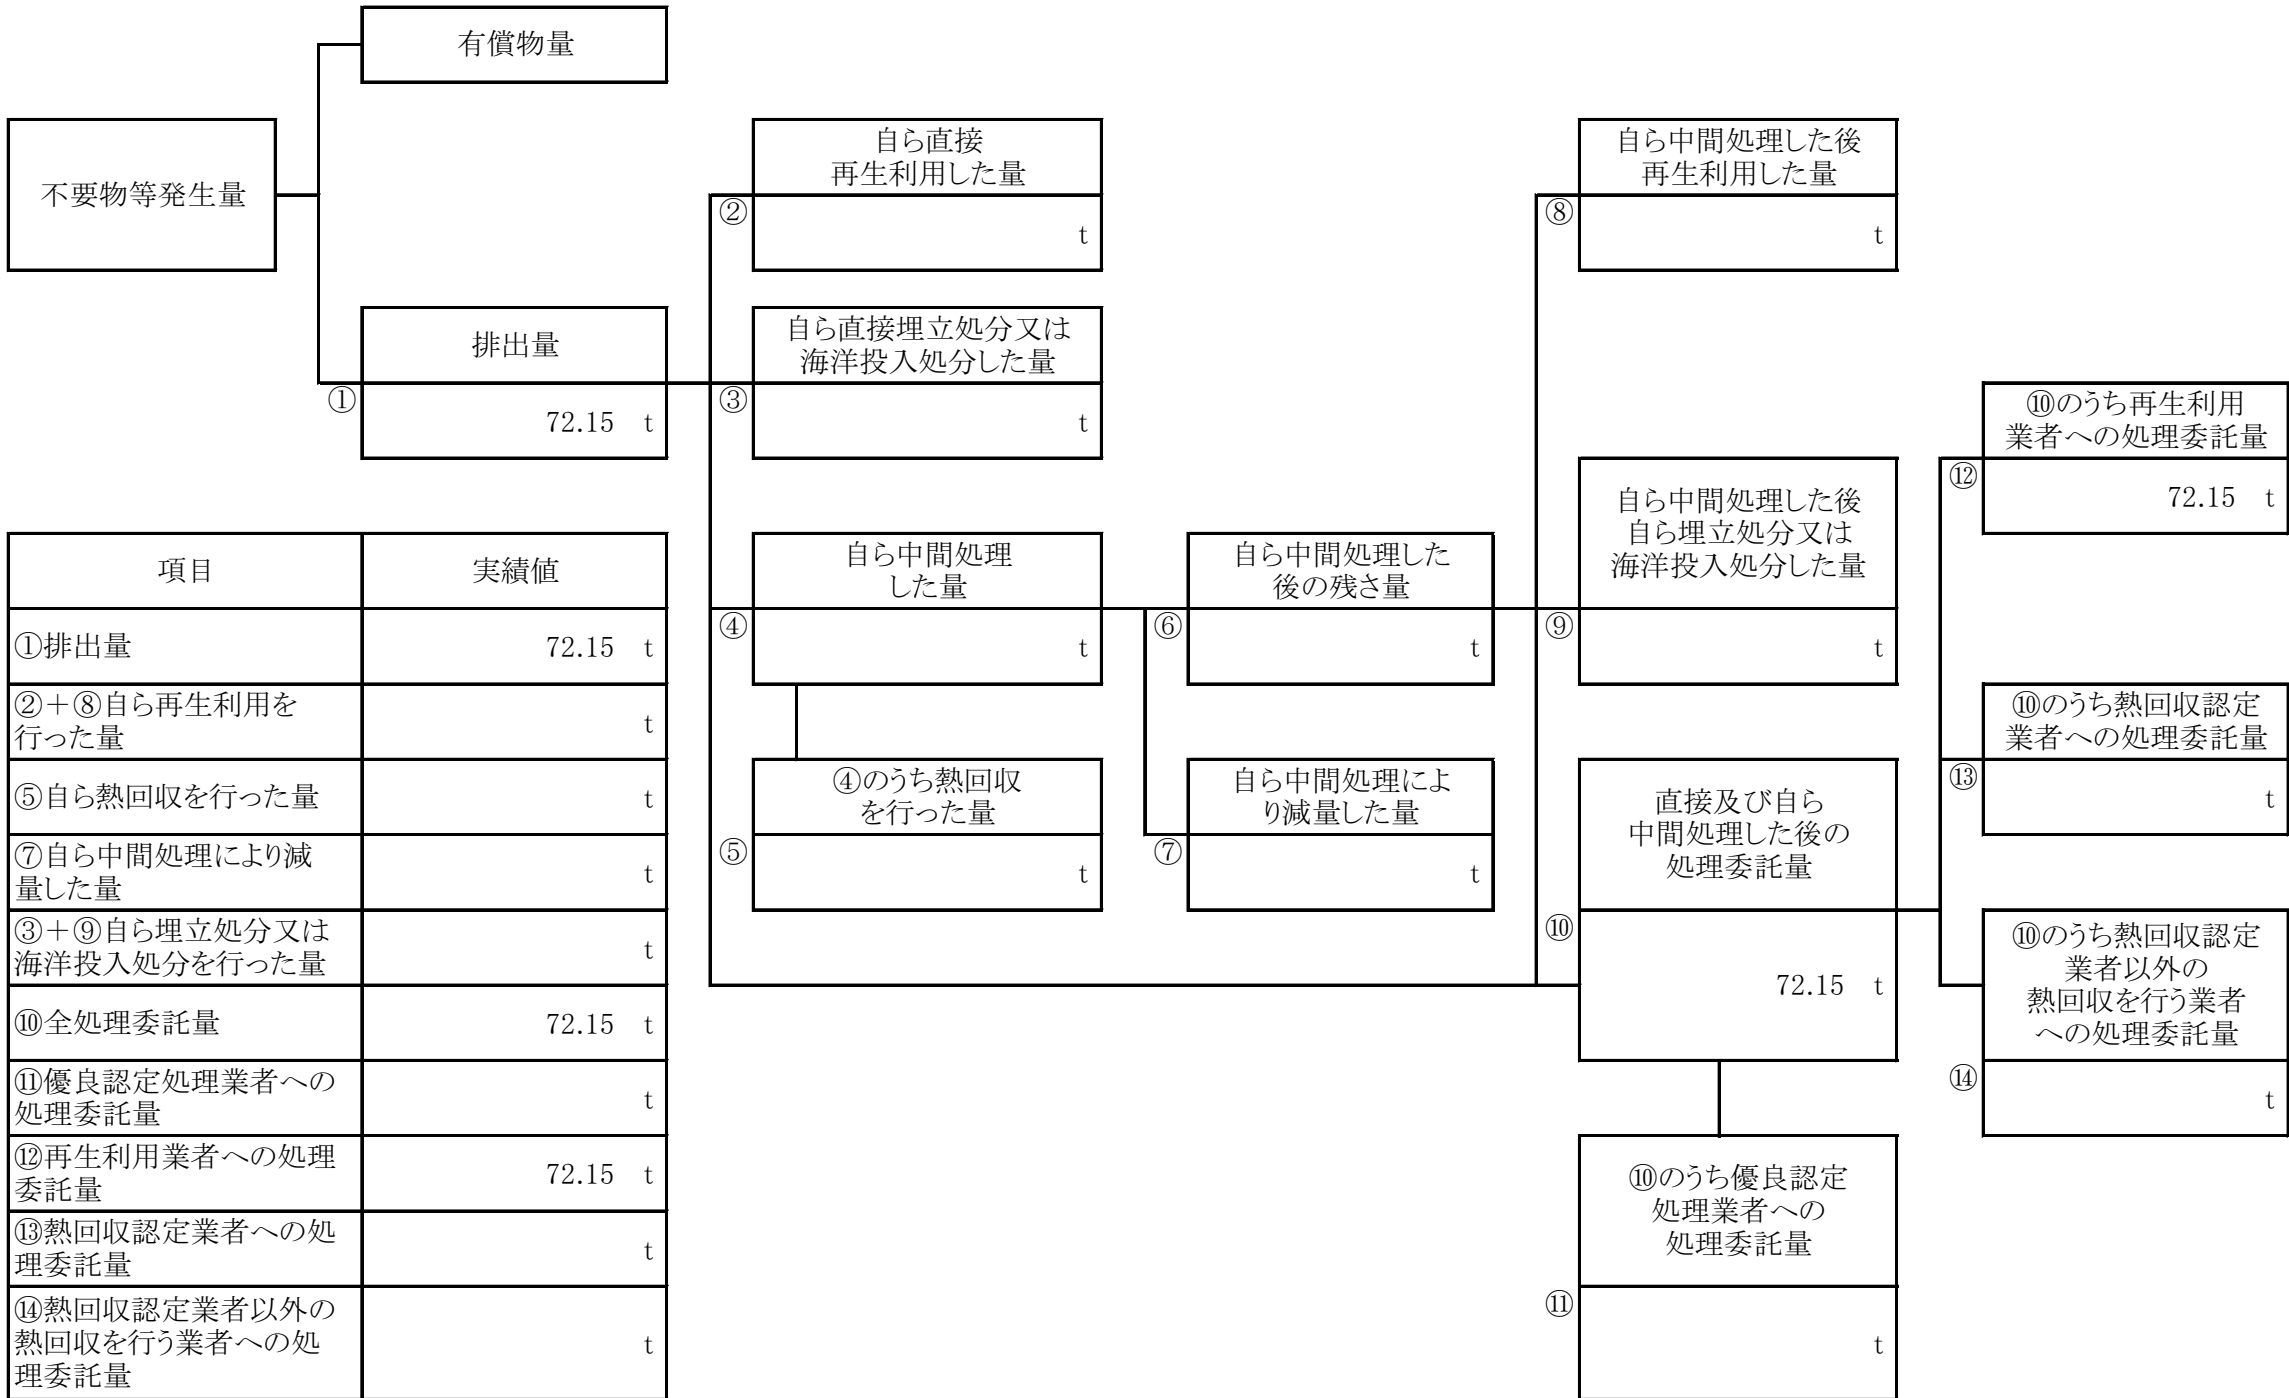 有償物量
不要物等発生量
自ら直接
再生利用した量
②
t
自ら中間処理した後
再生利用した量
⑧
t
排出量
①
72.15 t
自ら直接埋立処分又は
海洋投入処分した量
③
t
⑩のうち再生利用
業者への処理委託量
⑫
72.15 t
自ら中間処理
した量
④
t
自ら中間処理した
後の残さ量
⑥
t
自ら中間処理した後
自ら埋立処分又は
海洋投入処分した量
⑨
t
④のうち熱回収
を行った量
⑤
t
自ら中間処理によ
り減量した量
⑦
t
直接及び自ら
中間処理した後の
処理委託量
⑩
72.15 t
⑩のうち熱回収認定
業者への処理委託量
⑬
t
⑩のうち熱回収認定
業者以外の
熱回収を行う業者
への処理委託量
⑭
t
⑩のうち優良認定
処理業者への
処理委託量
⑪
t
項目 実績値
①排出量 72.15 t
②＋⑧自ら再生利用を
行った量 t
⑤自ら熱回収を行った量 t
⑦自ら中間処理により減
量した量 t
③＋⑨自ら埋立処分又は
海洋投入処分を行った量 t
⑩全処理委託量 72.15 t
⑪優良認定処理業者への
処理委託量 t
⑫再生利用業者への処理
委託量 72.15 t
⑬熱回収認定業者への処
理委託量 t
⑭熱回収認定業者以外の
熱回収を行う業者への処
理委託量 t